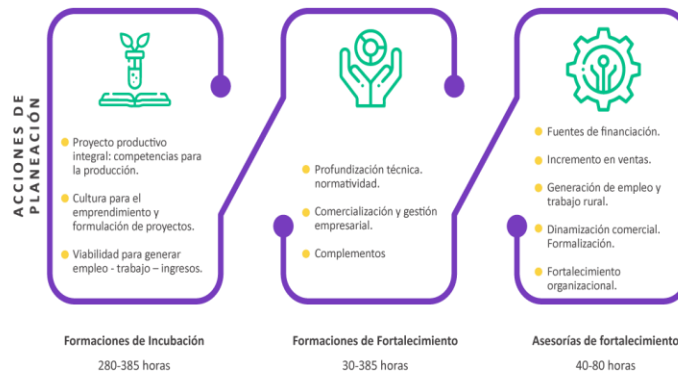 ACCIONES DE
PLANEACIÓN
Proyecto productivo
integral: competencias para
la producción.
Cultura para el
emprendimiento y
formulación de proyectos.
Viabilidad para generar
empleo - trabajo – ingresos.
Profundización técnica.
normatividad.
Comercialización y gestión
empresarial.
Complementos
Fuentes de financiación.
Incremento en ventas.
Generación de empleo y
trabajo rural.
Dinamización comercial.
Formalización.
Fortalecimiento
organizacional.
Formaciones de Incubación
280-385 horas
Formaciones de Fortalecimiento
30-385 horas
Asesorías de fortalecimiento
40-80 horas